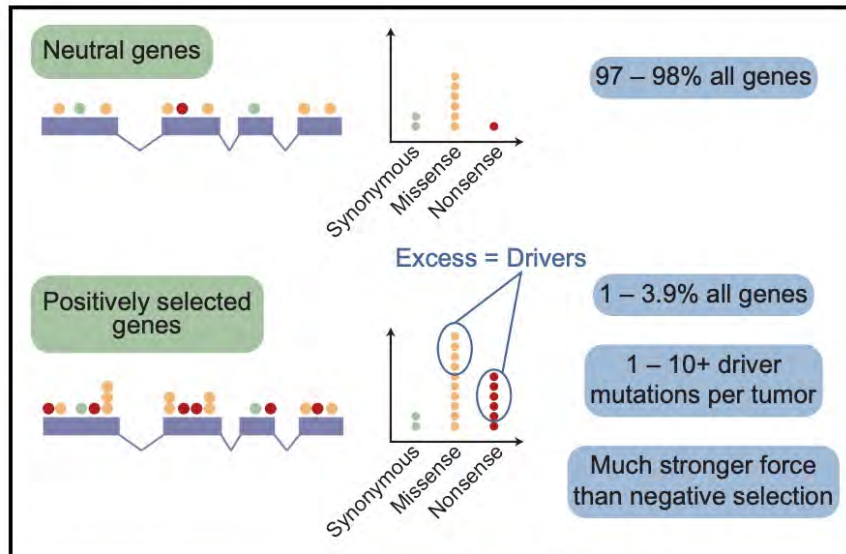 Neutral genes
97 – 98% all genes
Synonymous
Missense
Nonsense
Excess = Drivers
Positively selected
genes
1 – 3.9% all genes
1 – 10+ driver
mutations per tumor
Much stronger force
than negative selection
Synonymous
Missense
Nonsense